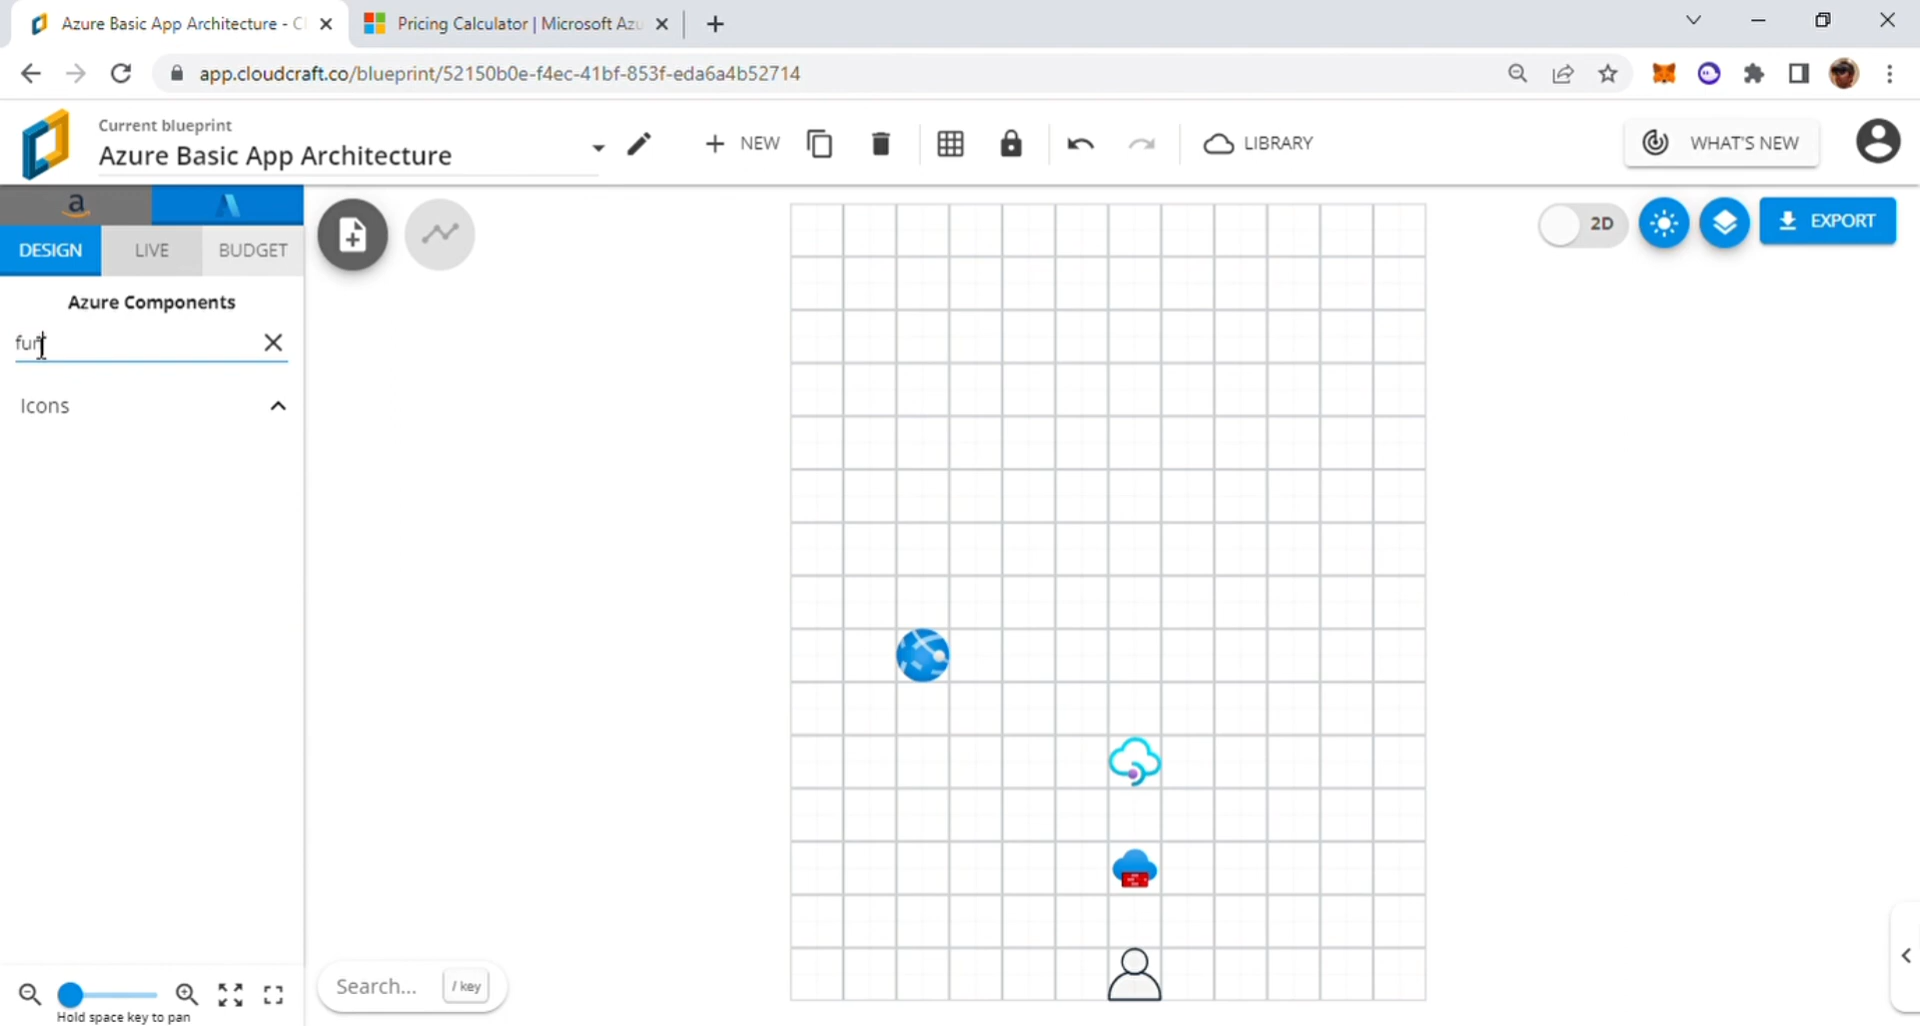 Azure Basic App Architecture - C
Pricing Calculator | Microsoft Azu
app.cloudcraft.co/blueprint/52150b0e-f4ec-41bf-853f-eda6a4b52714
Current blueprint
Azure Basic App Architecture
NEW
LIBRARY
WHAT'S NEW
a
DESIGN
LIVE
BUDGET
2D
EXPORT
Azure Components
fun
Icons
Search... / key
Hold space key to pan